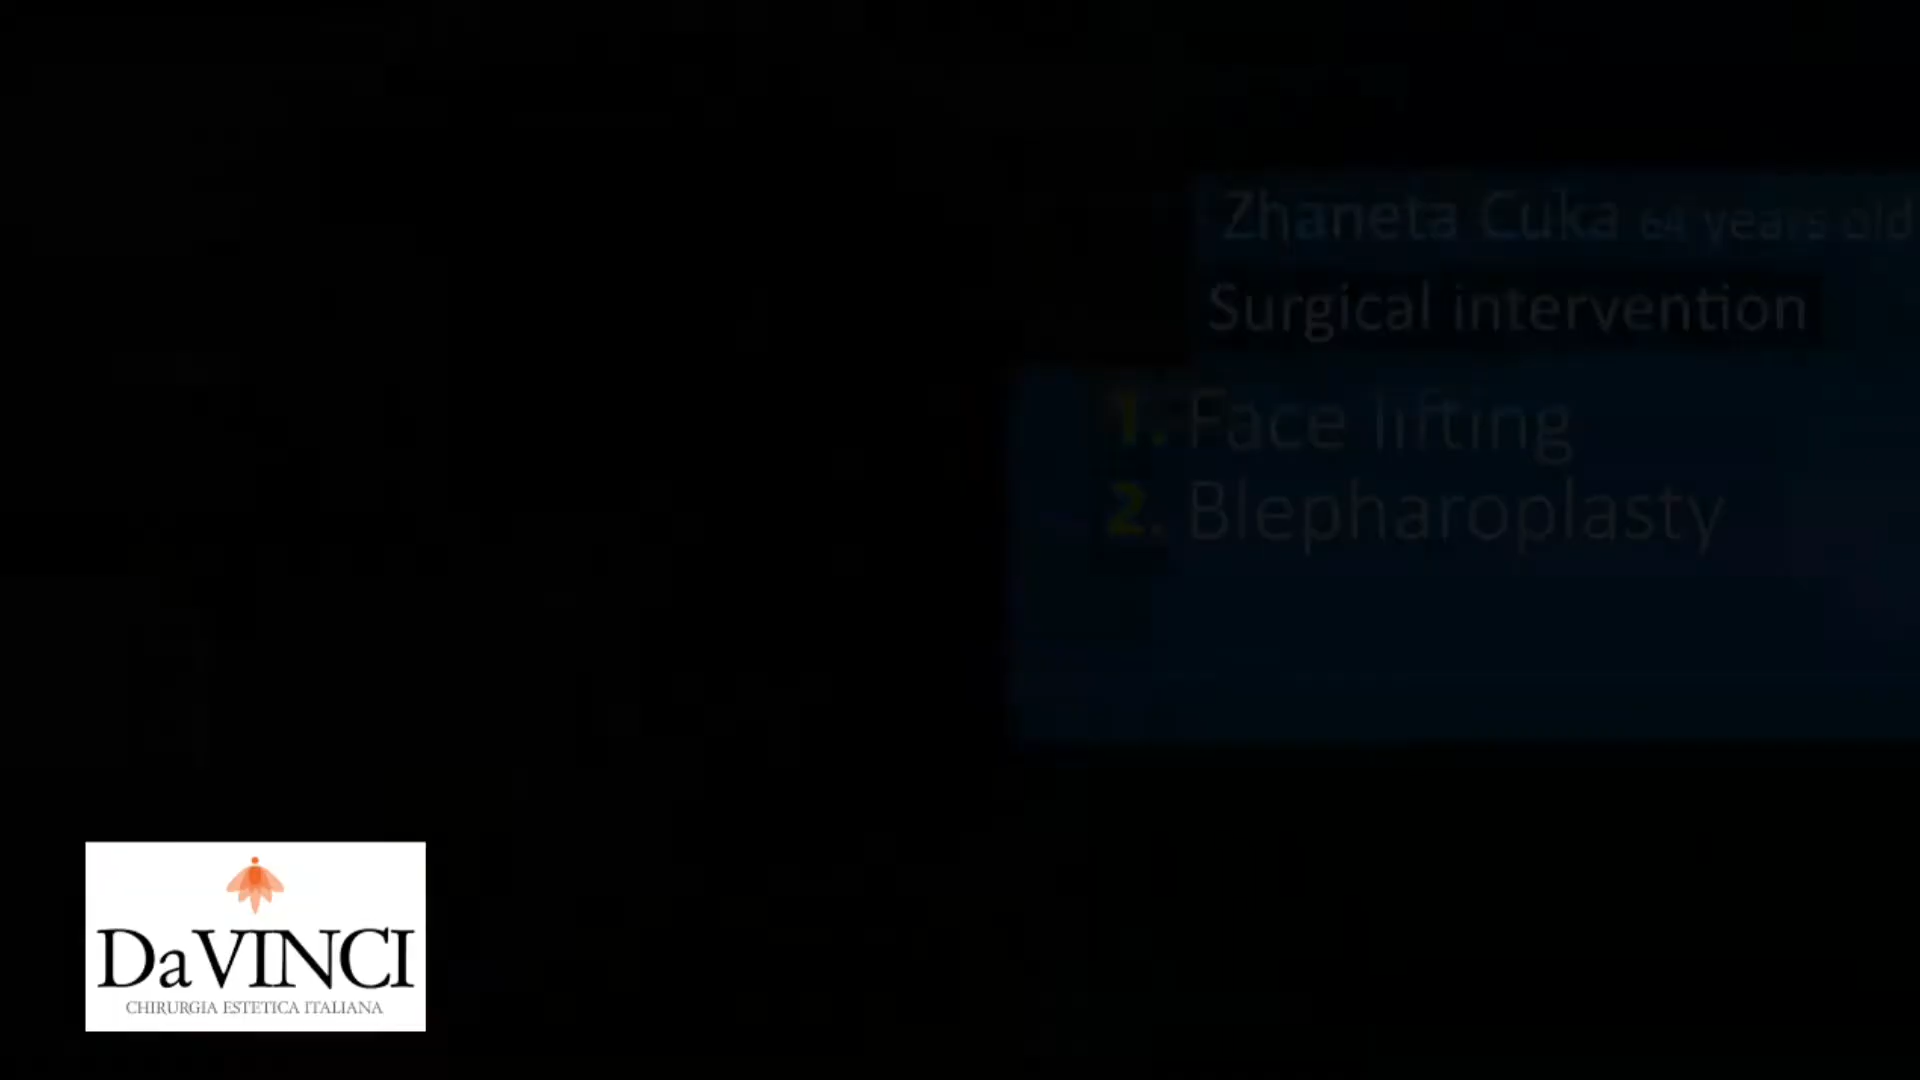 Zhaneta Cuka 64 years old
Surgical intervention
1. Face lifting
2. Blepharoplasty
DaVINCI
CHIRURGIA ESTETICA ITALIANA